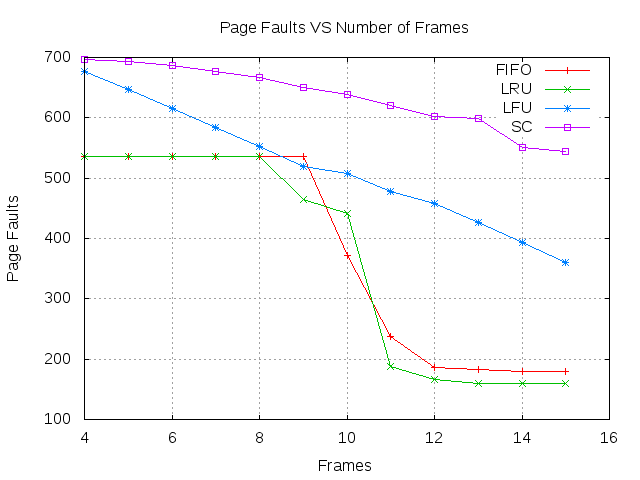 Page Faults VS Number of Frames
700
600
500
400
300
200
100
Page Faults
FIFO
LRU
LFU
SC
4 6 8 10 12 14 16
Frames